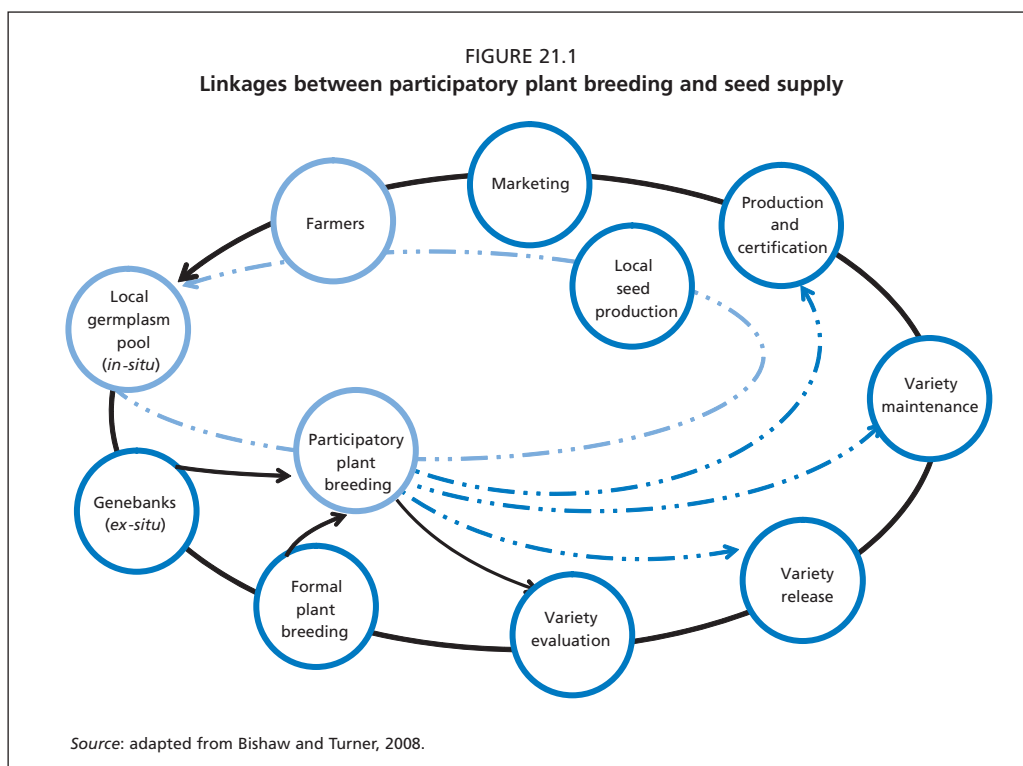 FIGURE 21.1
Linkages between participatory plant breeding and seed supply
Marketing
Farmers
Production
and
certification
Local
seed
production
Local
germplasm
pool
(in-situ)
Variety
maintenance
Participatory
plant
breeding
Genebanks
(ex-situ)
Formal
plant
breeding
Variety
evaluation
Variety
release
Source: adapted from Bishaw and Turner, 2008.